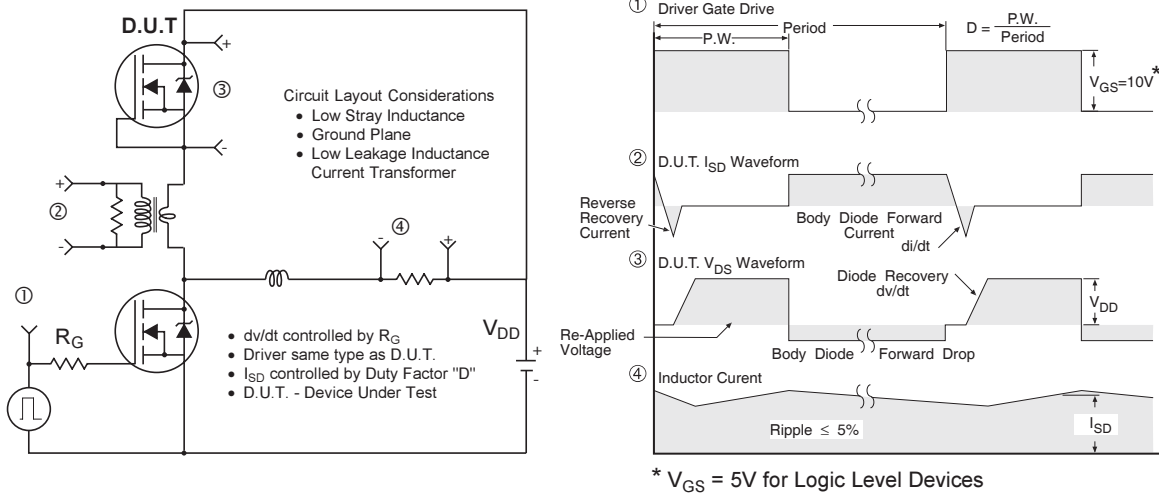 D.U.T
+
③
-
Circuit Layout Considerations
• Low Stray Inductance
• Ground Plane
• Low Leakage Inductance
Current Transformer
+
②
-
-
④
+
①
R_G
• dv/dt controlled by R_G
• Driver same type as D.U.T.
• I_SD controlled by Duty Factor "D"
• D.U.T. - Device Under Test
V_DD
+
-
① Driver Gate Drive
Period
P.W.
D = P.W. / Period
V_GS=10V *
② D.U.T. I_SD Waveform
Reverse
Recovery
Current
Body Diode Forward
Current
di/dt
③ D.U.T. V_DS Waveform
Diode Recovery
dv/dt
V_DD
Re-Applied
Voltage
Body Diode Forward Drop
④ Inductor Curent
Ripple ≤ 5%
I_SD
* V_GS = 5V for Logic Level Devices